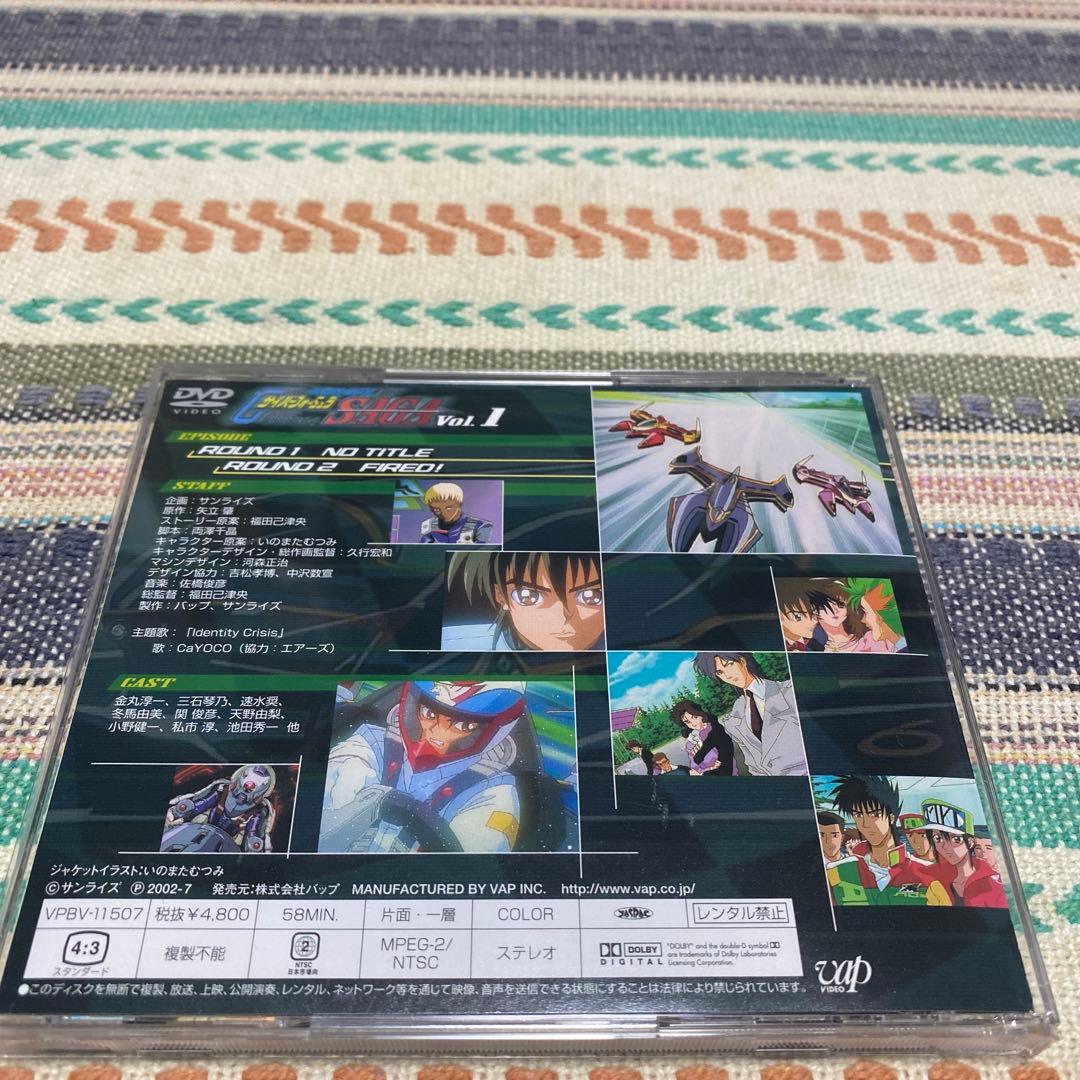 DVD
VIDEO
サイバーフォーミュラ
SAGA Vol. 1
EPISODE
ROUND 1 NO TITLE
ROUND 2 FIRED!
STAFF
企画：サンライズ
原作：矢立 肇
ストーリー原案：福田己津央
脚本：両澤千晶
キャラクター原案：いのまたむつみ
キャラクターデザイン・総作画監督：久行宏和
マシンデザイン：河森正治
デザイン協力：吉松孝博、中沢数宣
音楽：佐橋俊彦
総監督：福田己津央
製作：バップ、サンライズ
主題歌：「Identity Crisis」
歌：CaYOCO（協力：エアーズ）
CAST
金丸淳一、三石琴乃、速水奨、
冬馬由美、関 俊彦、天野由梨、
小野健一、私市 淳、池田秀一 他
ジャケットイラスト：いのまたむつみ
©サンライズ Ⓟ 2002-7 発売元：株式会社バップ MANUFACTURED BY VAP INC. http://www.vap.co.jp/
VPBV-11507 税抜￥4,800 58MIN. 片面・一層 COLOR JASRAC レンタル禁止
4:3
スタンダード
複製不能
2
NTSC
日本市場向
MPEG-2/
NTSC
ステレオ
DOLBY
DIGITAL
"DOLBY" and the double-D symbol
are trademarks of Dolby Laboratories
Licensing Corporation.
vap
VIDEO
●このディスクを無断で複製、放送、上映、公開演奏、レンタル、ネットワーク等を通じて映像、音声を送信できる状態にすることは法律により禁じられています。